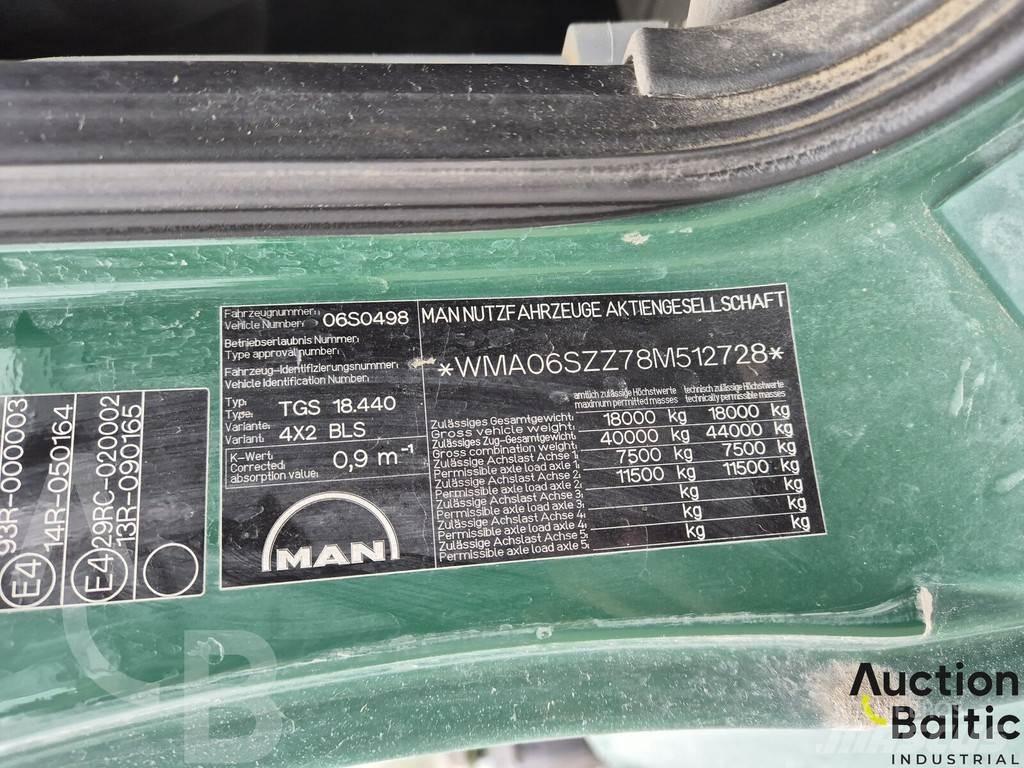 93R-000003
E4
14R-050164
E4 29RC-020002
13R-090165
Fahrzeugnummer:
Vehicle Number: 06S0498
Betriebserlaubnis Nummer:
Type approval number:
Fahrzeug-Identifizierungsnummer:
Vehicle Identification Number:
Typ:
Type: TGS 18.440
Variante:
Variant: 4X2 BLS
K-Wert:
Corrected 0,9 m⁻¹
absorption value:
MAN
MAN NUTZFAHRZEUGE AKTIENGESELLSCHAFT
*WMA06SZZ78M512728*
amtlich zulässige Höchstwerte technisch zulässige Höchstwerte
maximum permitted masses technically permissible masses
Zulässiges Gesamtgewicht:
Gross vehicle weight: 18000 kg 18000 kg
Zulässiges Zug-Gesamtgewicht:
Gross combination weight: 40000 kg 44000 kg
Zulässige Achslast Achse 1:
Permissible axle load axle 1: 7500 kg 7500 kg
Zulässige Achslast Achse 2:
Permissible axle load axle 2: 11500 kg 11500 kg
Zulässige Achslast Achse 3:
Permissible axle load axle 3: kg kg
Zulässige Achslast Achse 4:
Permissible axle load axle 4: kg kg
Zulässige Achslast Achse 5:
Permissible axle load axle 5: kg kg
B
Auction
Baltic
INDUSTRIAL